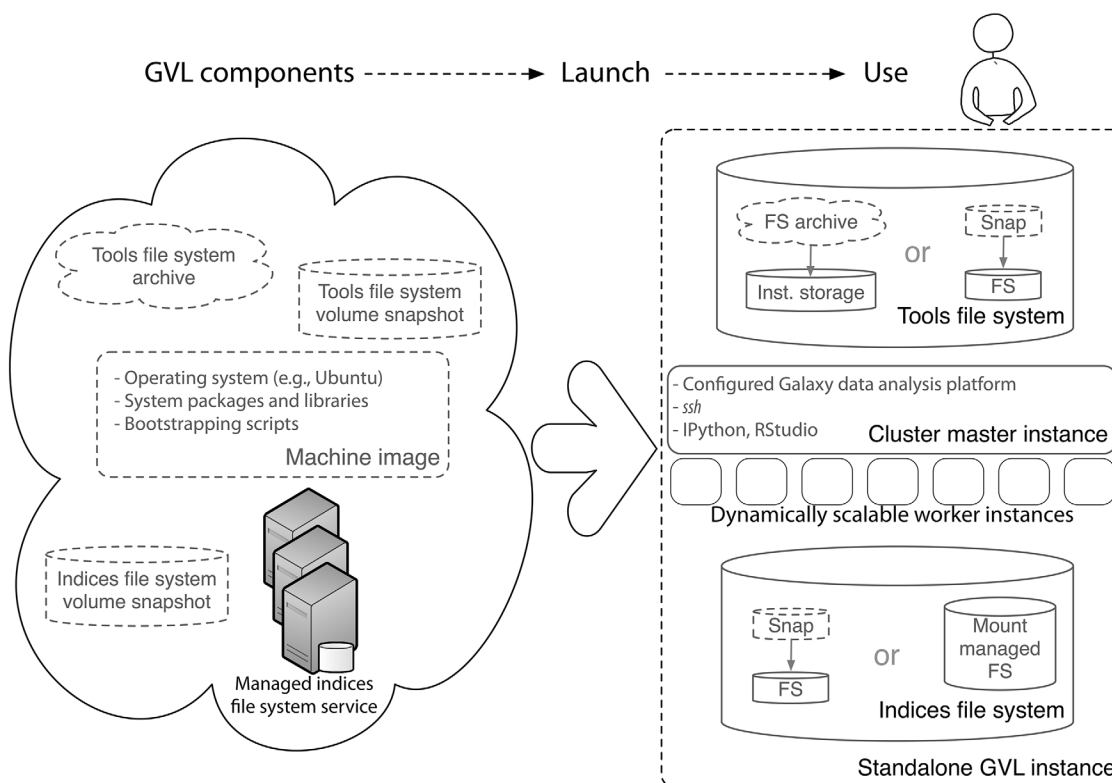 GVL components
Launch
Use
Tools file system
archive
Tools file system
volume snapshot
- Operating system (e.g., Ubuntu)
- System packages and libraries
- Bootstrapping scripts
Machine image
Indices file system
volume snapshot
Managed indices
file system service
FS archive
Inst. storage
or
Snap
FS
Tools file system
- Configured Galaxy data analysis platform
- ssh
- IPython, RStudio
Cluster master instance
Dynamically scalable worker instances
Snap
FS
or
Mount
managed
FS
Indices file system
Standalone GVL instance